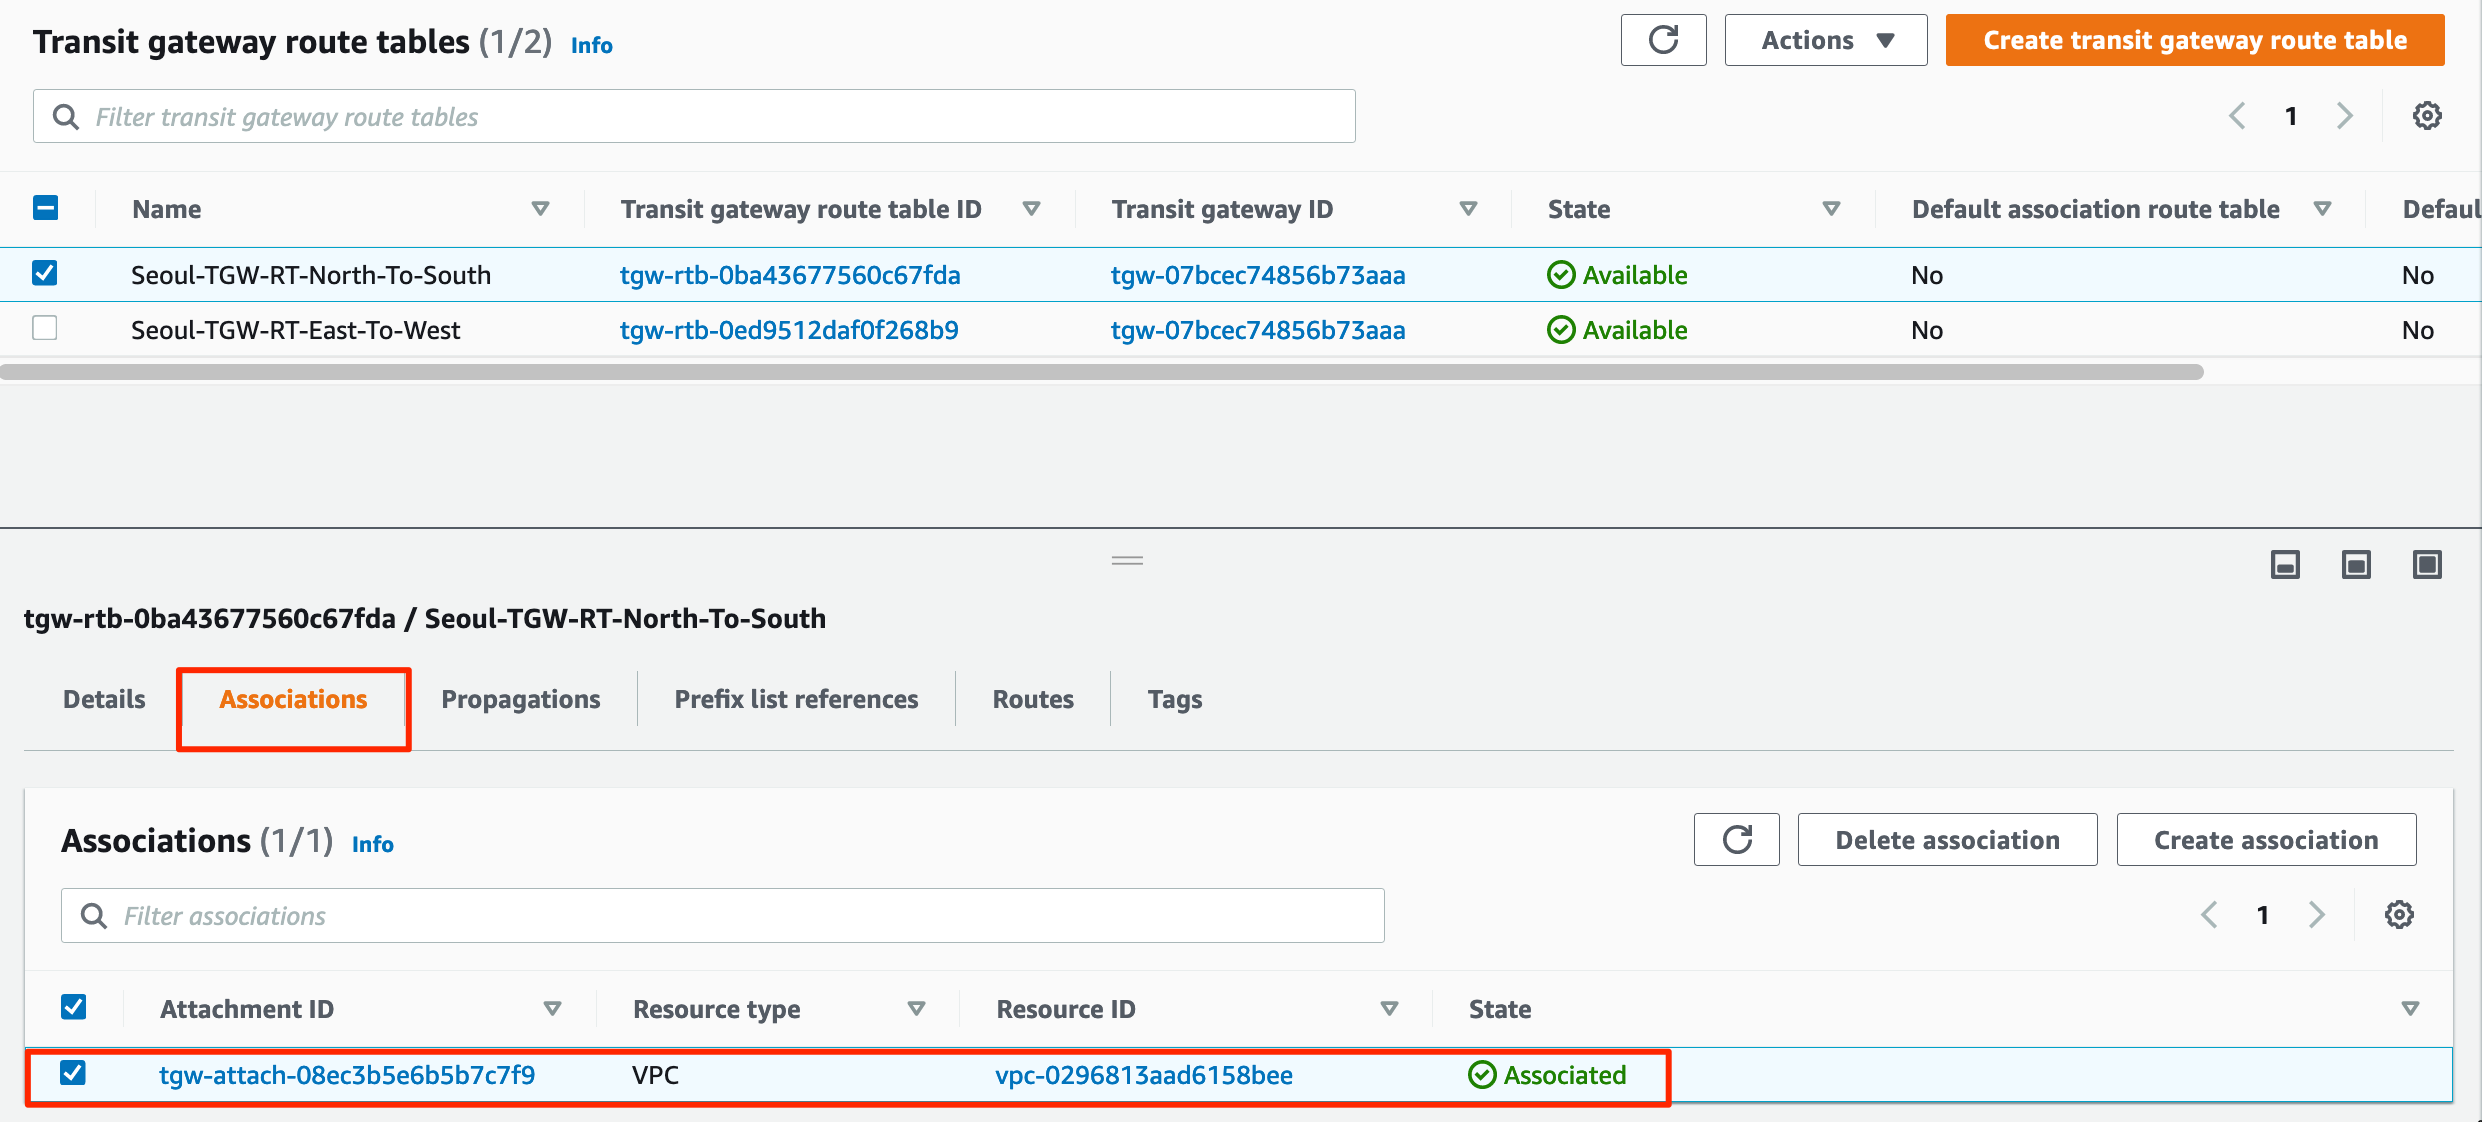 Transit gateway route tables (1/2) Info
Actions
Create transit gateway route table
Filter transit gateway route tables
1
Name Transit gateway route table ID Transit gateway ID State Default association route table Defaul
Seoul-TGW-RT-North-To-South tgw-rtb-0ba43677560c67fda tgw-07bcec74856b73aaa Available No No
Seoul-TGW-RT-East-To-West tgw-rtb-0ed9512daf0f268b9 tgw-07bcec74856b73aaa Available No No
tgw-rtb-0ba43677560c67fda / Seoul-TGW-RT-North-To-South
Details Associations Propagations Prefix list references Routes Tags
Associations (1/1) Info
Delete association
Create association
Filter associations
1
Attachment ID Resource type Resource ID State
tgw-attach-08ec3b5e6b5b7c7f9 VPC vpc-0296813aad6158bee Associated